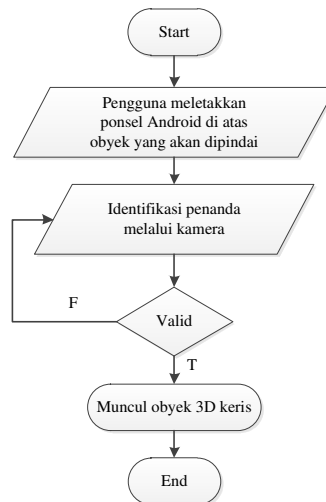 Start
Pengguna meletakkan
ponsel Android di atas
obyek yang akan dipindai
Identifikasi penanda
melalui kamera
F
Valid
T
Muncul obyek 3D keris
End